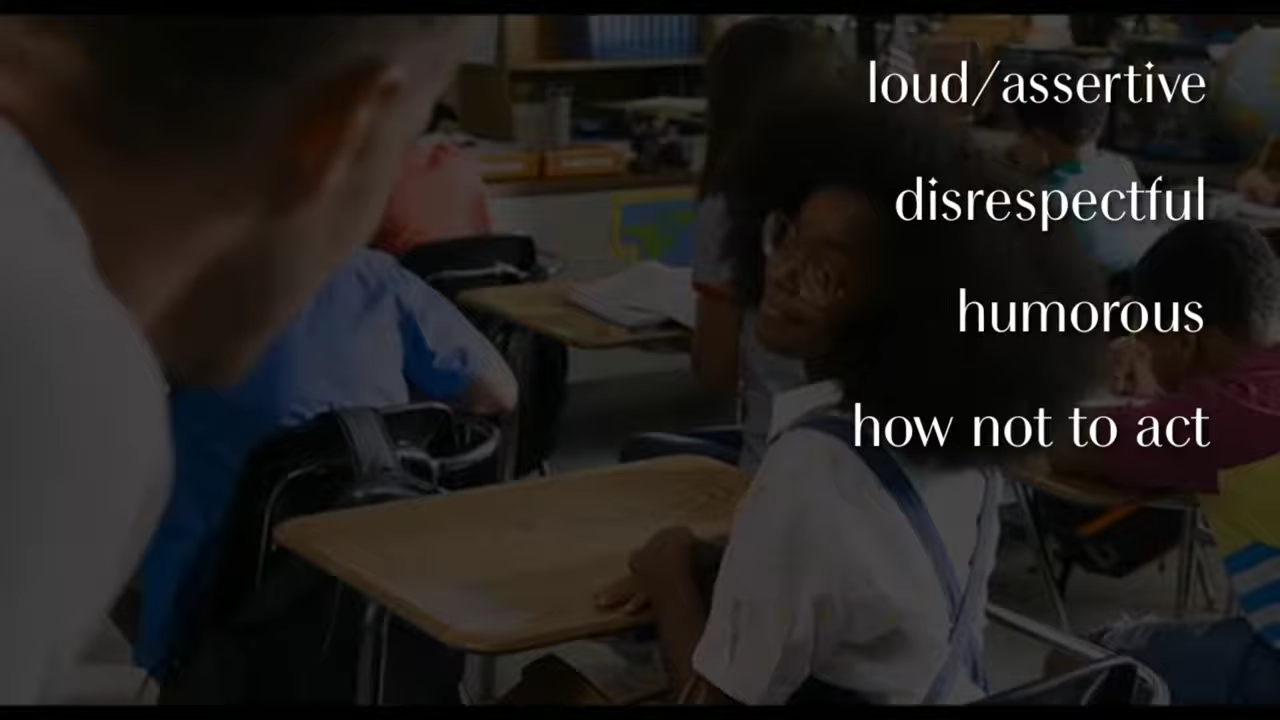 loud/assertive
disrespectful
humorous
how not to act